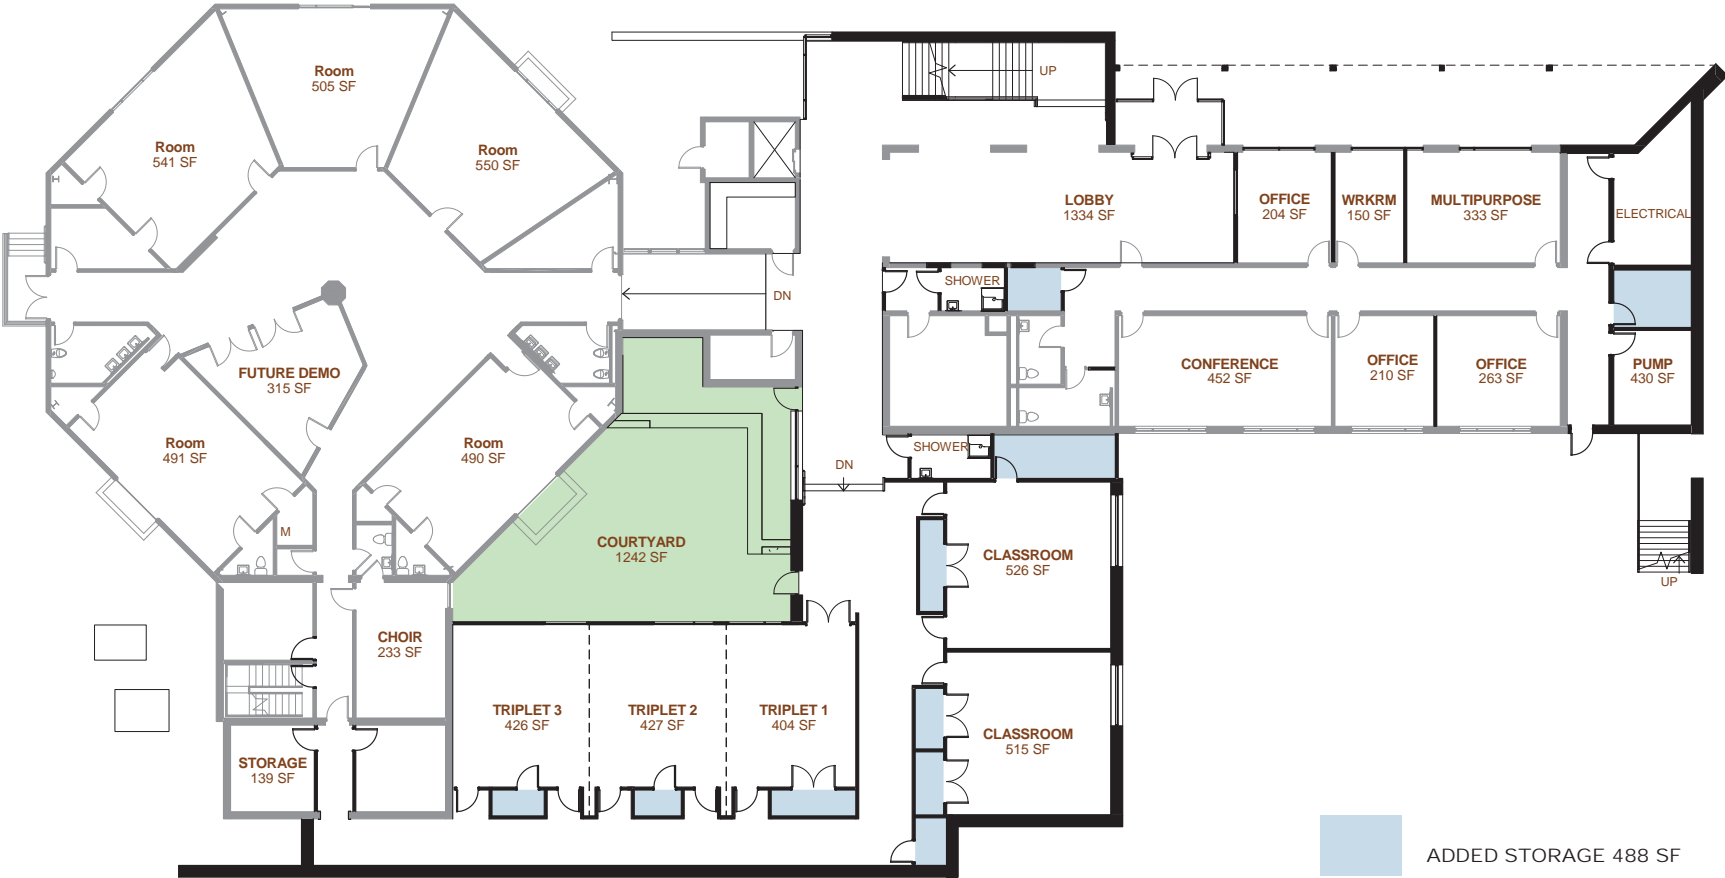 Room
505 SF
UP
Room
541 SF
Room
550 SF
LOBBY
1334 SF
OFFICE
204 SF
WRKRM
150 SF
MULTIPURPOSE
333 SF
ELECTRICAL
SHOWER
DN
FUTURE DEMO
315 SF
CONFERENCE
452 SF
OFFICE
210 SF
OFFICE
263 SF
PUMP
430 SF
Room
491 SF
Room
490 SF
SHOWER
DN
M
COURTYARD
1242 SF
CLASSROOM
526 SF
UP
CHOIR
233 SF
TRIPLET 3
426 SF
TRIPLET 2
427 SF
TRIPLET 1
404 SF
CLASSROOM
515 SF
STORAGE
139 SF
ADDED STORAGE 488 SF